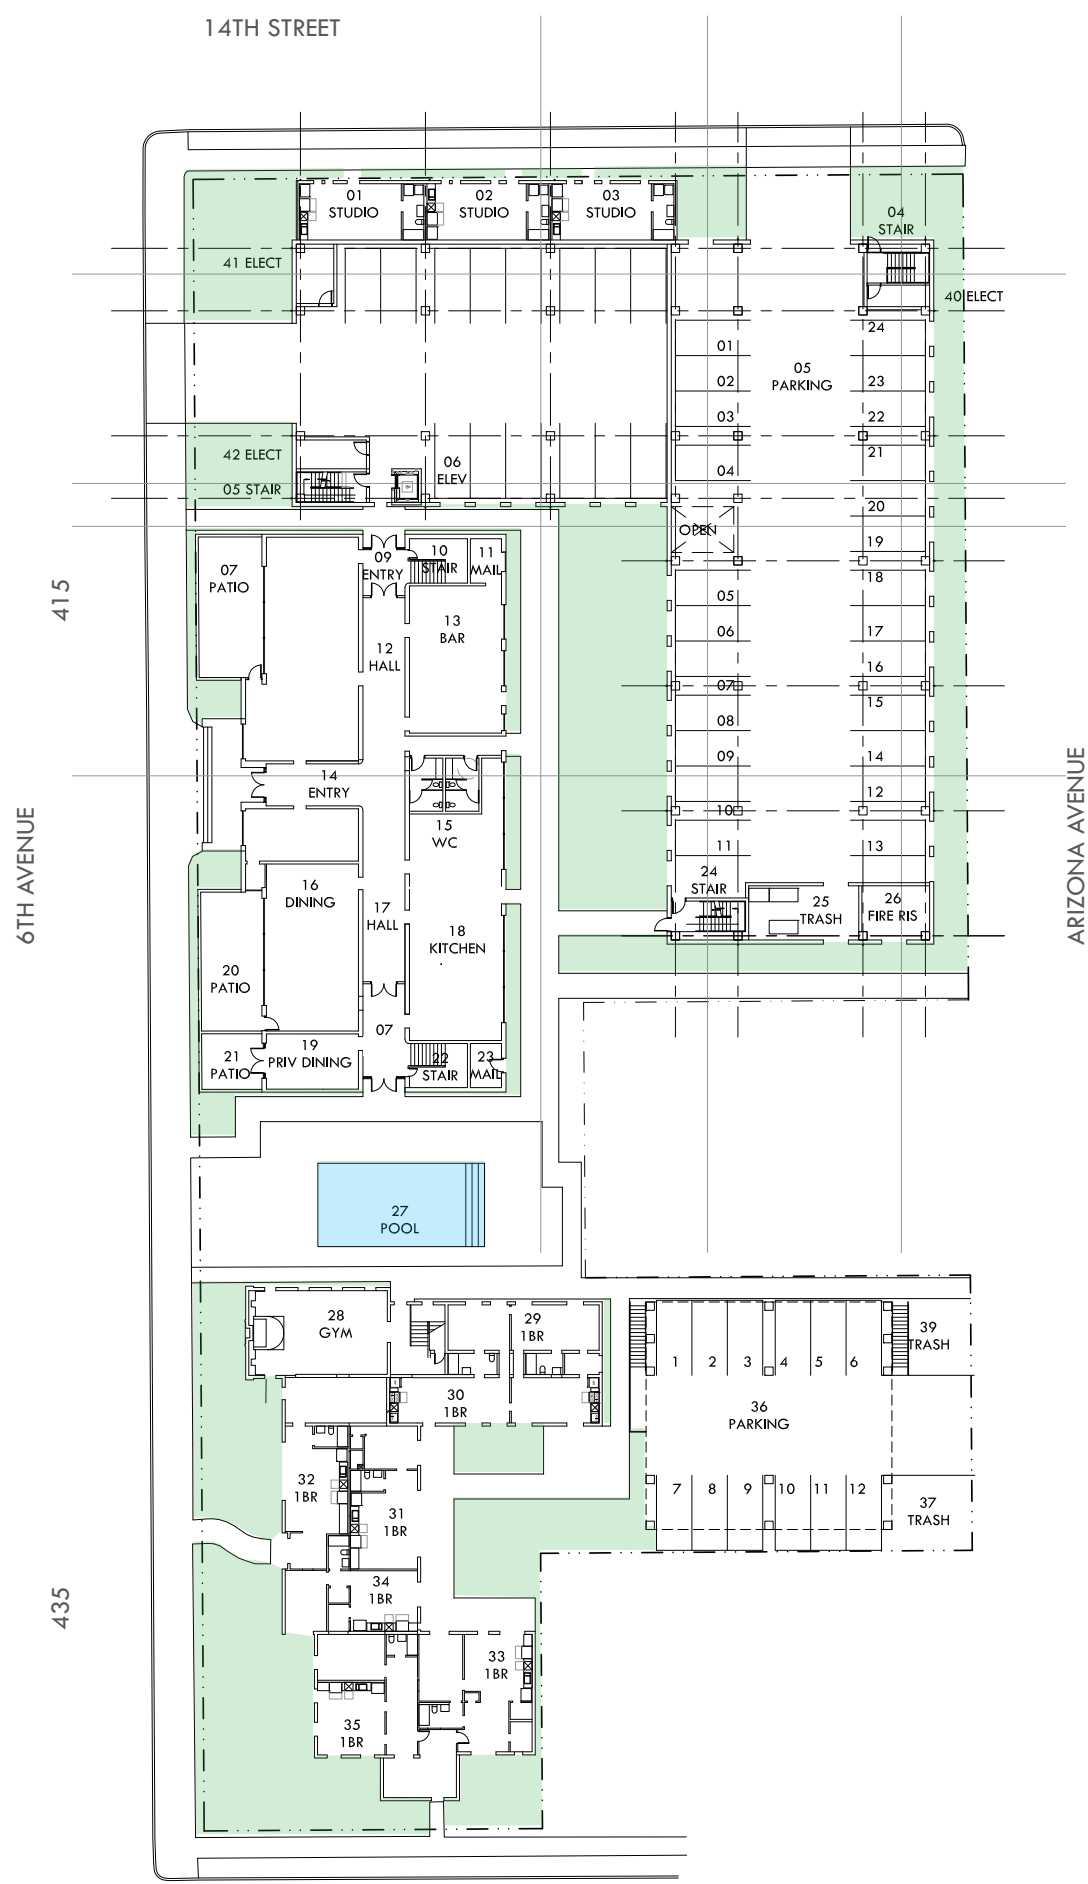 14TH STREET
01
STUDIO
02
STUDIO
03
STUDIO
04
STAIR
41 ELECT
40 ELECT
24
01
05
PARKING
02
23
03
22
42 ELECT
06
ELEV
21
04
05 STAIR
20
OPEN
19
07
PATIO
09
ENTRY
10
STAIR
11
MAIL
18
05
415
13
BAR
06
17
12
HALL
16
07
15
08
09
14
14
ENTRY
12
10
15
WC
11
13
6TH AVENUE
ARIZONA AVENUE
16
DINING
24
STAIR
17
HALL
25
TRASH
26
FIRE RIS
18
KITCHEN
20
PATIO
07
19
PRIV DINING
21
PATIO
22
STAIR
23
MAIL
27
POOL
28
GYM
29
1BR
39
TRASH
1
2
3
4
5
6
30
1BR
36
PARKING
32
1BR
7
8
9
10
11
12
37
TRASH
31
1BR
34
1BR
435
33
1BR
35
1BR